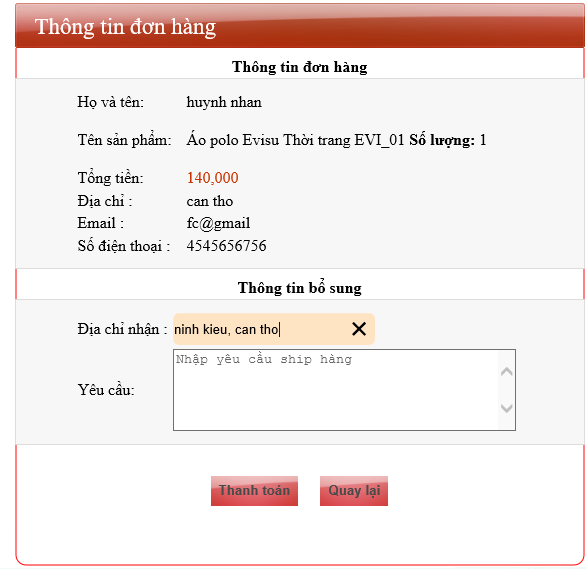 Thông tin đơn hàng
Thông tin đơn hàng
Họ và tên: huynh nhan
Tên sản phẩm: Áo polo Evisu Thời trang EVI_01 Số lượng: 1
Tổng tiền: 140,000
Địa chỉ : can tho
Email : fc@gmail
Số điện thoại : 4545656756
Thông tin bổ sung
Địa chỉ nhận : ninh kieu, can tho
Nhập yêu cầu ship hàng
Yêu cầu:
Thanh toán Quay lại